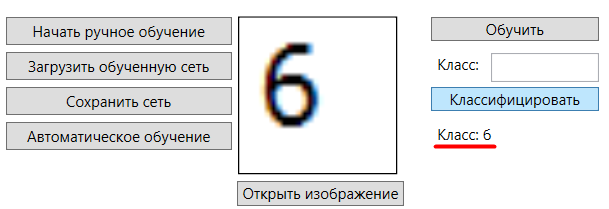 Начать ручное обучение
Загрузить обученную сеть
Сохранить сеть
Автоматическое обучение
6
Открыть изображение
Обучить
Класс:
Классифицировать
Класс: 6